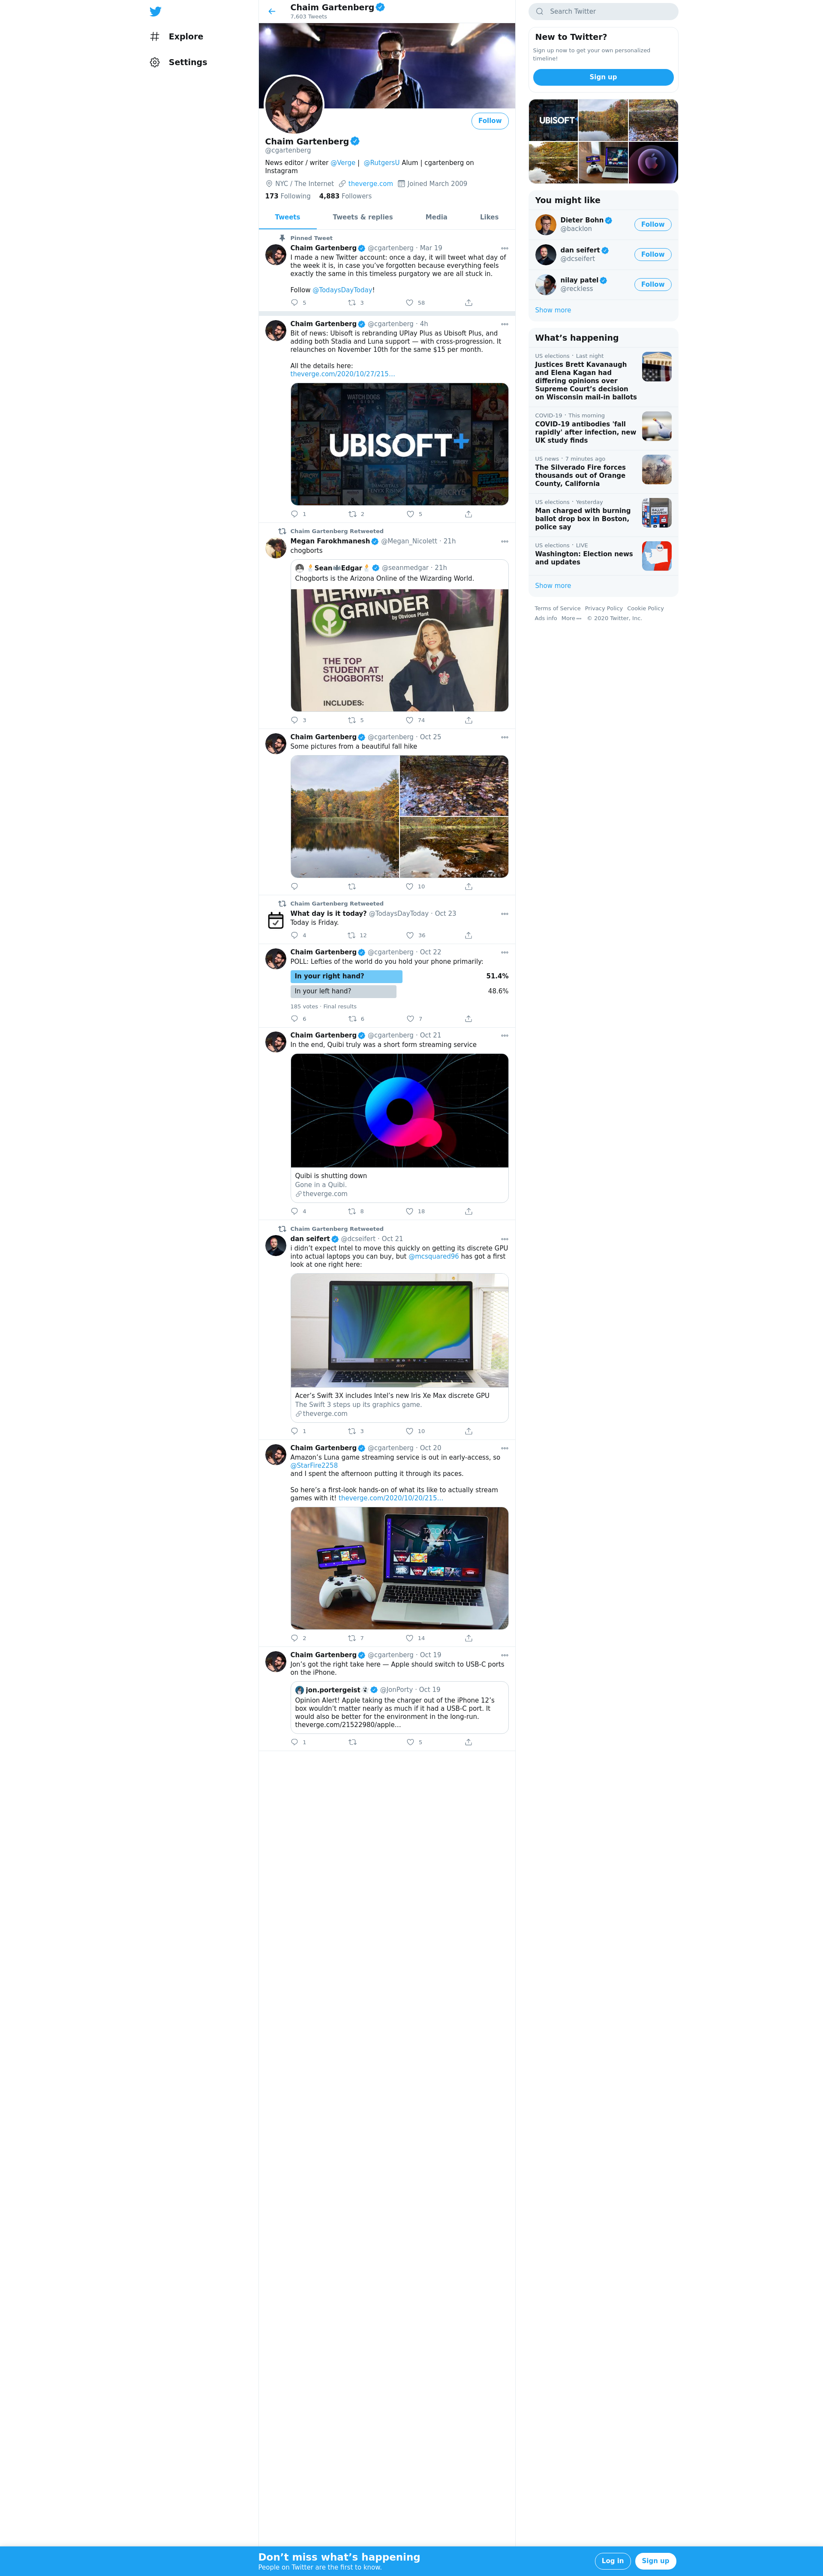 Explore
Settings
Chaim Gartenberg
7,603 Tweets
Follow
Chaim Gartenberg
@cgartenberg
News editor / writer @Verge | @RutgersU Alum | cgartenberg on
Instagram
NYC / The Internet theverge.com Joined March 2009
173 Following 4,883 Followers
Tweets Tweets & replies Media Likes
Pinned Tweet
Chaim Gartenberg @cgartenberg · Mar 19
I made a new Twitter account: once a day, it will tweet what day of
the week it is, in case you've forgotten because everything feels
exactly the same in this timeless purgatory we are all stuck in.
Follow @TodaysDayToday!
5 3 58
Chaim Gartenberg @cgartenberg · 4h
Bit of news: Ubisoft is rebranding UPlay Plus as Ubisoft Plus, and
adding both Stadia and Luna support — with cross-progression. It
relaunches on November 10th for the same $15 per month.
All the details here:
theverge.com/2020/10/27/215…
UBISOFT+
1 2 5
Chaim Gartenberg Retweeted
Megan Farokhmanesh @Megan_Nicolett · 21h
chogborts
Sean Edgar @seanmedgar · 21h
Chogborts is the Arizona Online of the Wizarding World.
HERMANY
GRINDER
by Obvious Plant
THE TOP
STUDENT AT
CHOGBORTS!
INCLUDES:
3 5 74
Chaim Gartenberg @cgartenberg · Oct 25
Some pictures from a beautiful fall hike
10
Chaim Gartenberg Retweeted
What day is it today? @TodaysDayToday · Oct 23
Today is Friday.
4 12 36
Chaim Gartenberg @cgartenberg · Oct 22
POLL: Lefties of the world do you hold your phone primarily:
In your right hand? 51.4%
In your left hand? 48.6%
185 votes · Final results
6 6 7
Chaim Gartenberg @cgartenberg · Oct 21
In the end, Quibi truly was a short form streaming service
Quibi is shutting down
Gone in a Quibi.
theverge.com
4 8 18
Chaim Gartenberg Retweeted
dan seifert @dcseifert · Oct 21
i didn't expect Intel to move this quickly on getting its discrete GPU
into actual laptops you can buy, but @mcsquared96 has got a first
look at one right here:
acer
Acer's Swift 3X includes Intel's new Iris Xe Max discrete GPU
The Swift 3 steps up its graphics game.
theverge.com
1 3 10
Chaim Gartenberg @cgartenberg · Oct 20
Amazon's Luna game streaming service is out in early-access, so
@StarFire2258
and I spent the afternoon putting it through its paces.
So here's a first-look hands-on of what its like to actually stream
games with it! theverge.com/2020/10/20/215…
2 7 14
Chaim Gartenberg @cgartenberg · Oct 19
Jon's got the right take here — Apple should switch to USB-C ports
on the iPhone.
jon.portergeist @JonPorty · Oct 19
Opinion Alert! Apple taking the charger out of the iPhone 12's
box wouldn't matter nearly as much if it had a USB-C port. It
would also be better for the environment in the long-run.
theverge.com/21522980/apple…
1 5
Search Twitter
New to Twitter?
Sign up now to get your own personalized
timeline!
Sign up
UBISOFT
You might like
Dieter Bohn
@backlon
Follow
dan seifert
@dcseifert
Follow
nilay patel
@reckless
Follow
Show more
What's happening
US elections · Last night
Justices Brett Kavanaugh
and Elena Kagan had
differing opinions over
Supreme Court's decision
on Wisconsin mail-in ballots
COVID-19 · This morning
COVID-19 antibodies 'fall
rapidly' after infection, new
UK study finds
US news · 7 minutes ago
The Silverado Fire forces
thousands out of Orange
County, California
US elections · Yesterday
Man charged with burning
ballot drop box in Boston,
police say
US elections · LIVE
Washington: Election news
and updates
Show more
Terms of Service Privacy Policy Cookie Policy
Ads info More © 2020 Twitter, Inc.
Don't miss what's happening
People on Twitter are the first to know.
Log in Sign up